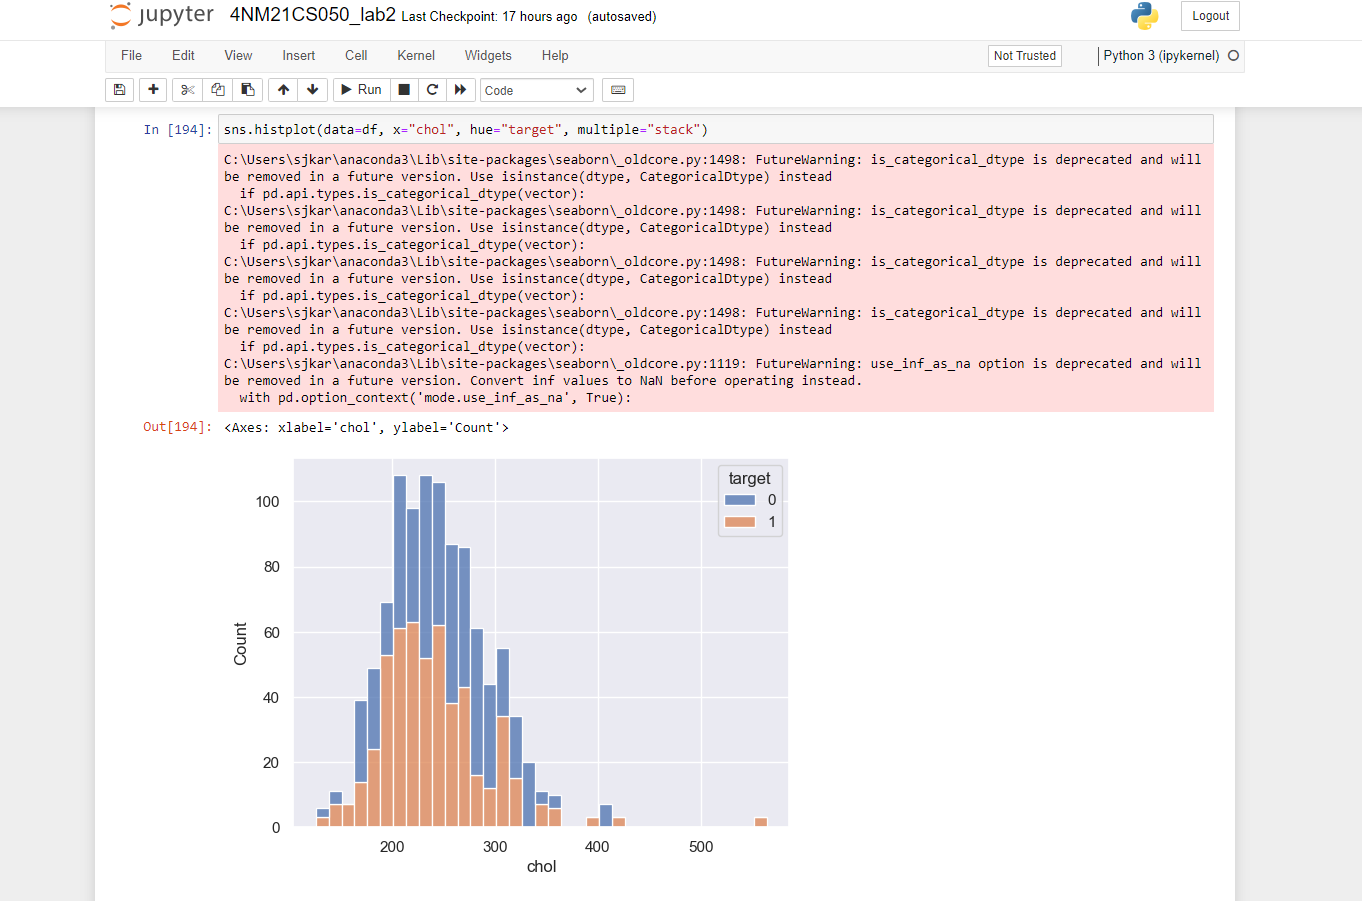 jupyter 4NM21CS050_lab2 Last Checkpoint: 17 hours ago (autosaved) Logout
File Edit View Insert Cell Kernel Widgets Help Not Trusted Python 3 (ipykernel)
Run Code
In [194]: sns.histplot(data=df, x="chol", hue="target", multiple="stack")
C:\Users\sjkar\anaconda3\Lib\site-packages\seaborn\_oldcore.py:1498: FutureWarning: is_categorical_dtype is deprecated and will
be removed in a future version. Use isinstance(dtype, CategoricalDtype) instead
  if pd.api.types.is_categorical_dtype(vector):
C:\Users\sjkar\anaconda3\Lib\site-packages\seaborn\_oldcore.py:1498: FutureWarning: is_categorical_dtype is deprecated and will
be removed in a future version. Use isinstance(dtype, CategoricalDtype) instead
  if pd.api.types.is_categorical_dtype(vector):
C:\Users\sjkar\anaconda3\Lib\site-packages\seaborn\_oldcore.py:1498: FutureWarning: is_categorical_dtype is deprecated and will
be removed in a future version. Use isinstance(dtype, CategoricalDtype) instead
  if pd.api.types.is_categorical_dtype(vector):
C:\Users\sjkar\anaconda3\Lib\site-packages\seaborn\_oldcore.py:1498: FutureWarning: is_categorical_dtype is deprecated and will
be removed in a future version. Use isinstance(dtype, CategoricalDtype) instead
  if pd.api.types.is_categorical_dtype(vector):
C:\Users\sjkar\anaconda3\Lib\site-packages\seaborn\_oldcore.py:1119: FutureWarning: use_inf_as_na option is deprecated and will
be removed in a future version. Convert inf values to NaN before operating instead.
  with pd.option_context('mode.use_inf_as_na', True):
Out[194]: <Axes: xlabel='chol', ylabel='Count'>
target
0
1
100
80
60
40
20
0
Count
200 300 400 500
chol